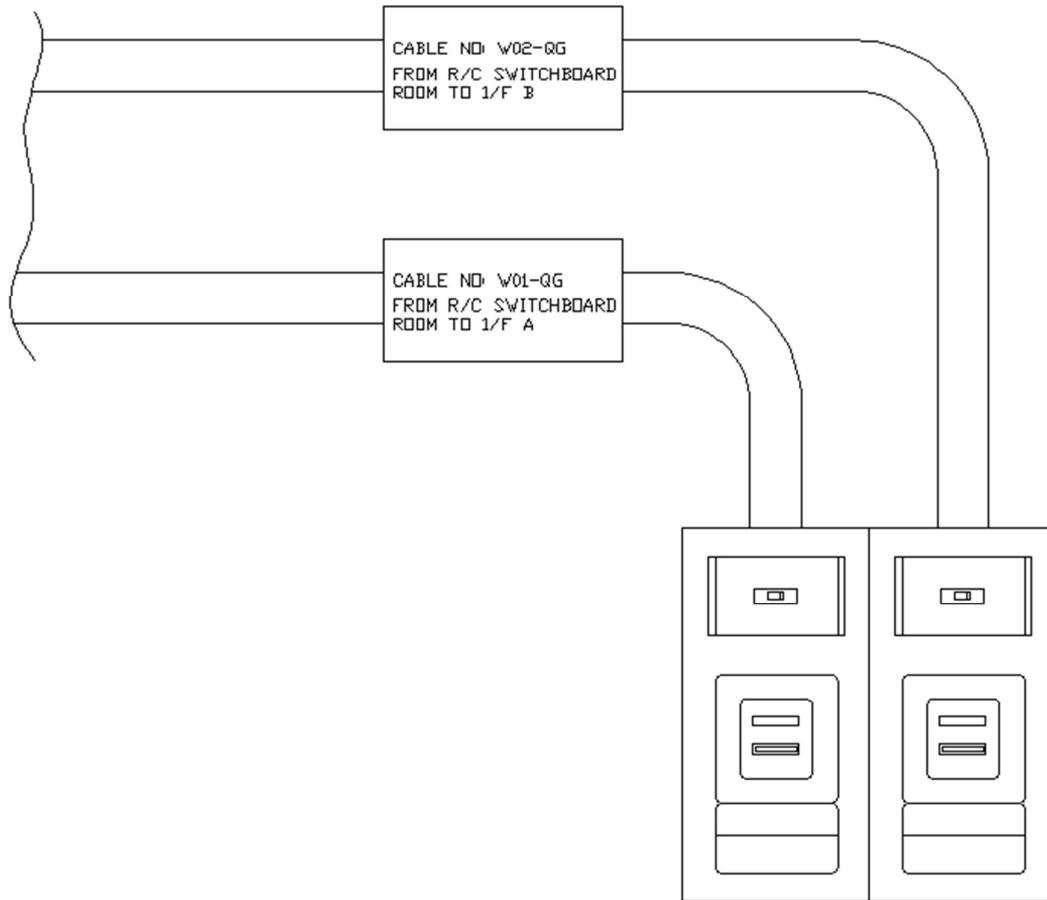 CABLE NO: W02-QG
FROM R/C SWITCHBOARD
ROOM TO 1/F B
CABLE NO: W01-QG
FROM R/C SWITCHBOARD
ROOM TO 1/F A